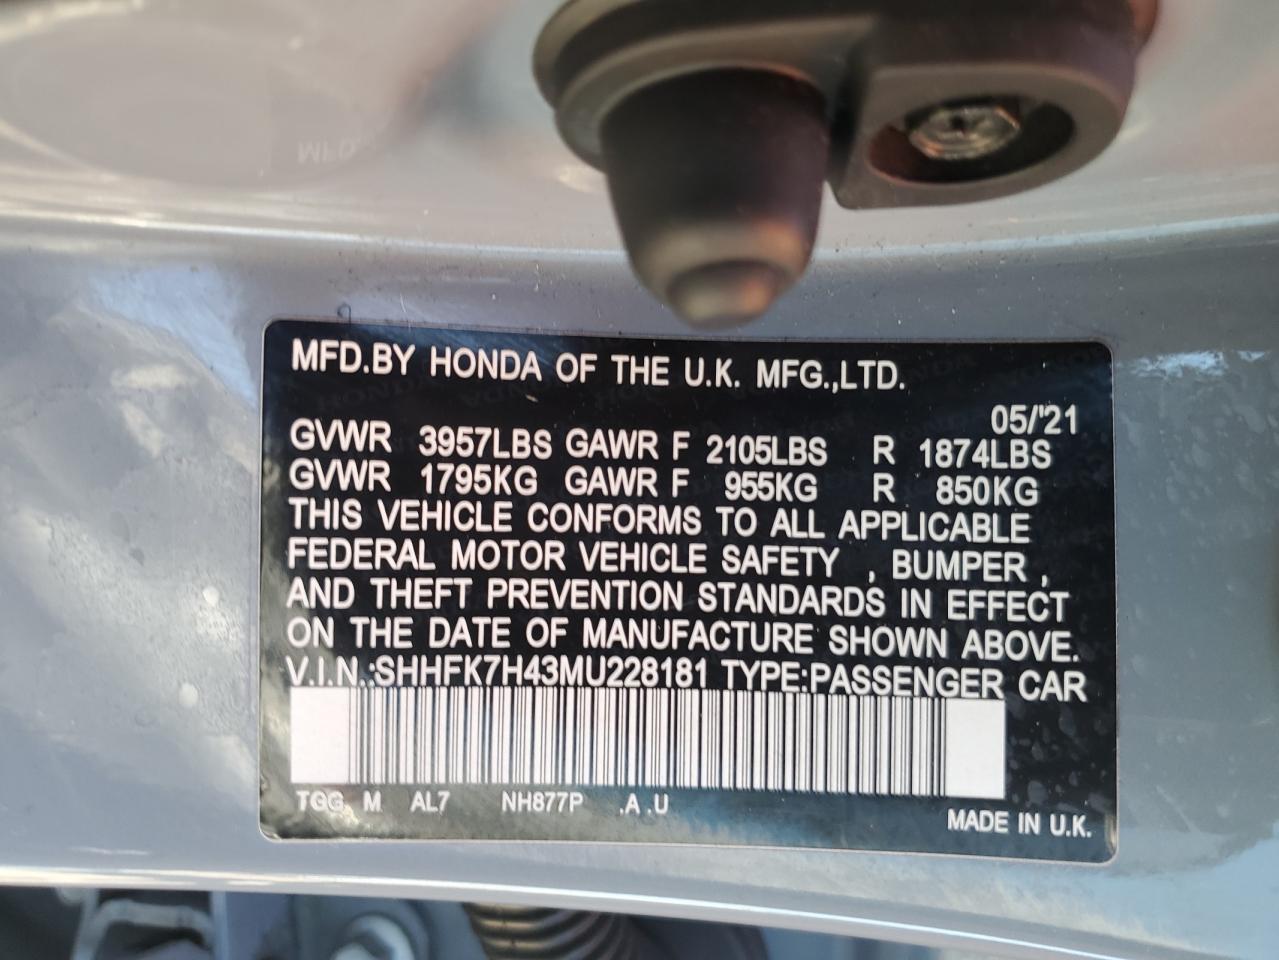 MFD.BY HONDA OF THE U.K. MFG.,LTD.
05/'21
GVWR 3957LBS GAWR F 2105LBS R 1874LBS
GVWR 1795KG GAWR F 955KG R 850KG
THIS VEHICLE CONFORMS TO ALL APPLICABLE
FEDERAL MOTOR VEHICLE SAFETY , BUMPER ,
AND THEFT PREVENTION STANDARDS IN EFFECT
ON THE DATE OF MANUFACTURE SHOWN ABOVE.
V.I.N.:SHHFK7H43MU228181 TYPE:PASSENGER CAR
TGG M AL7 NH877P .A .U
MADE IN U.K.